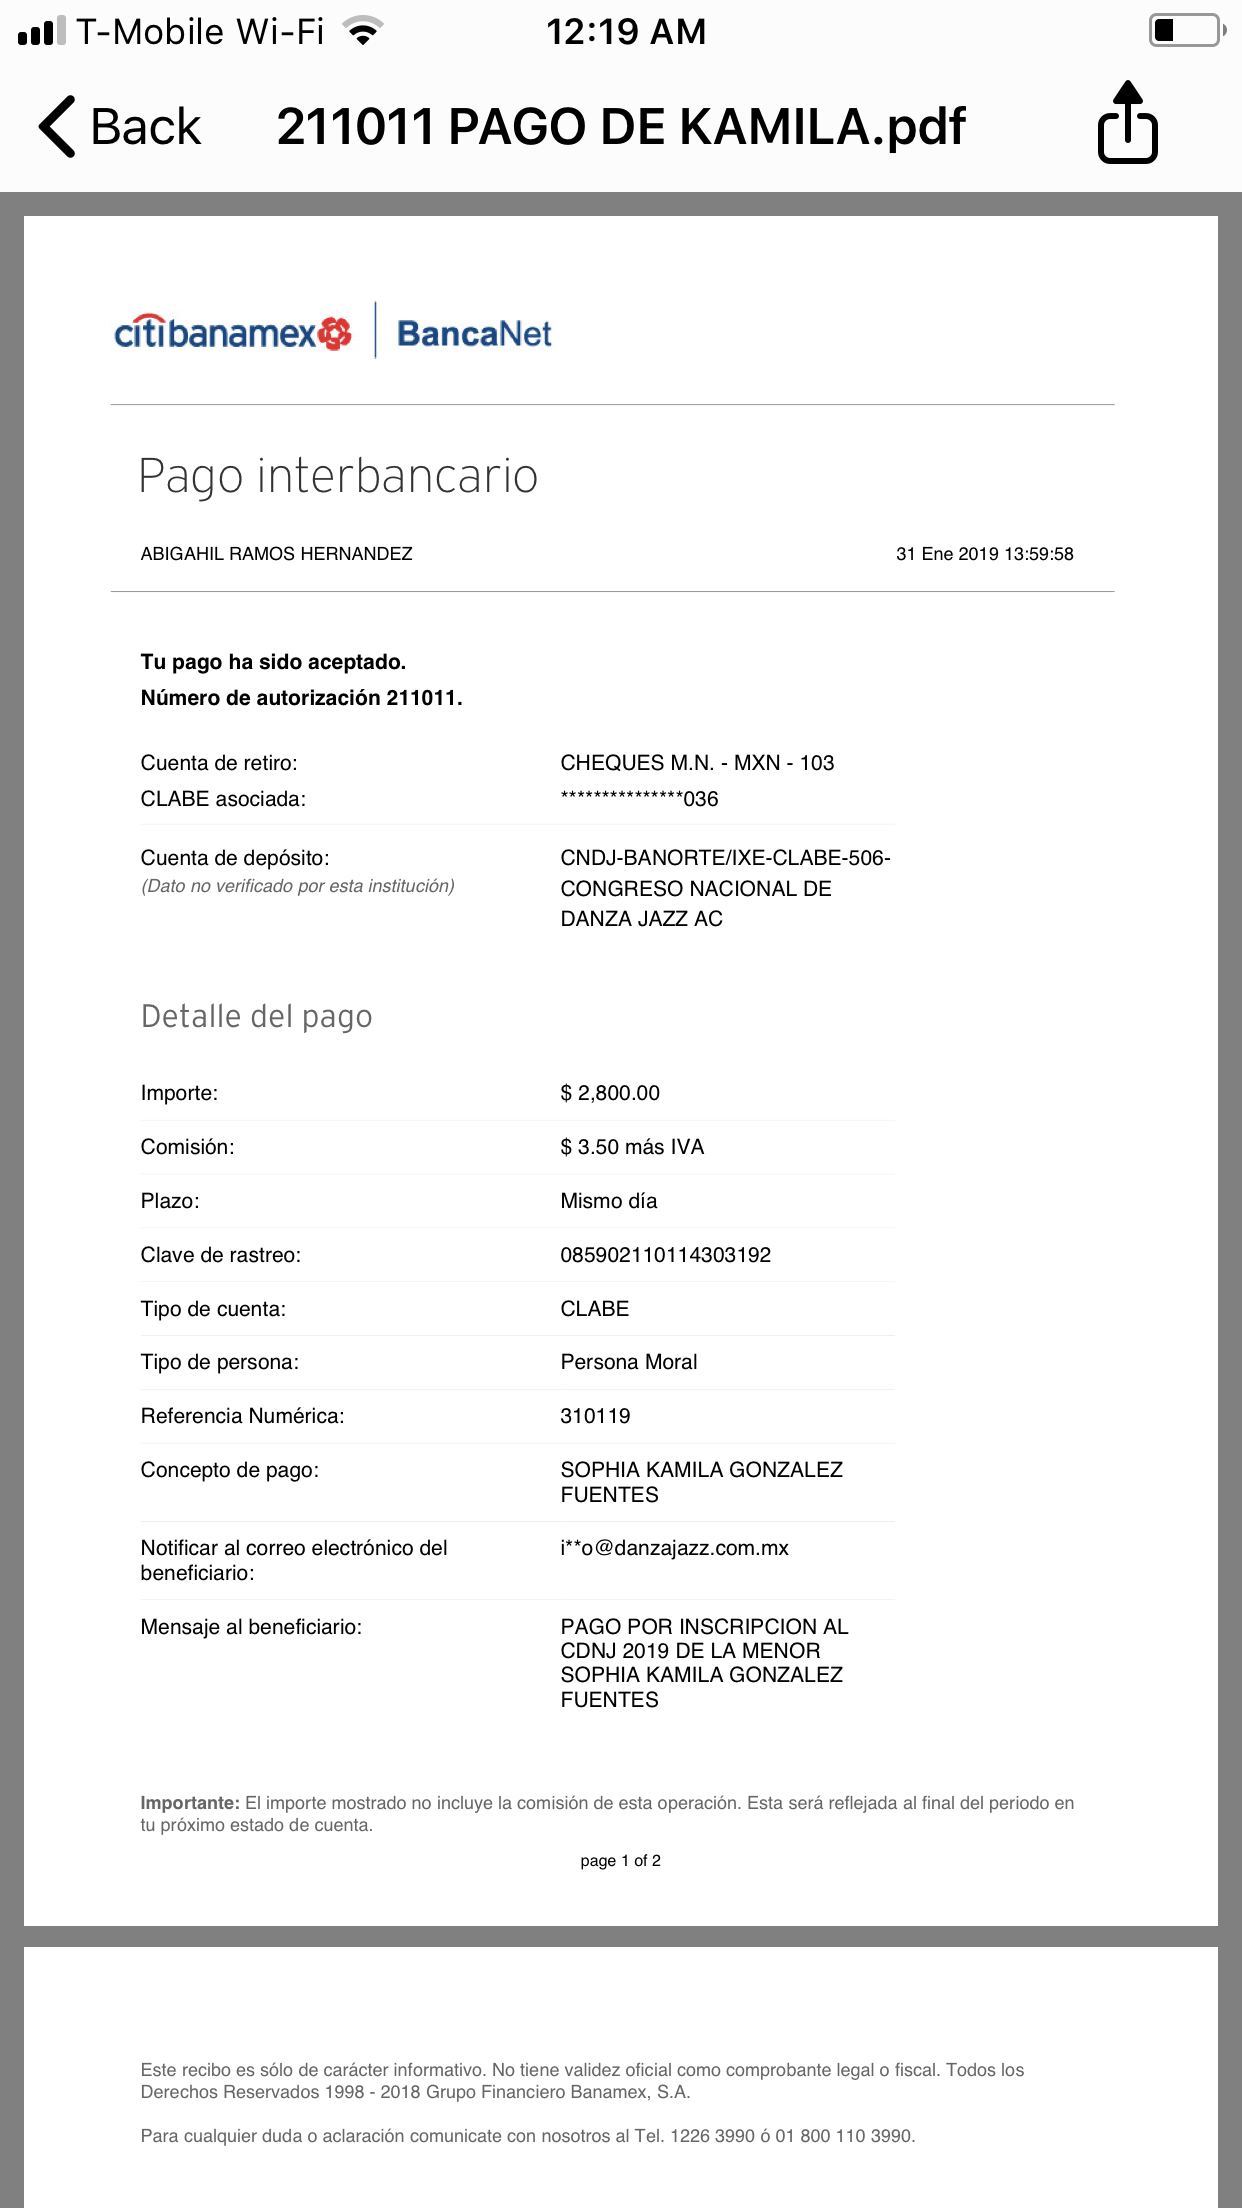 T-Mobile Wi-Fi 12:19 AM
Back 211011 PAGO DE KAMILA.pdf
citibanamex BancaNet
Pago interbancario
ABIGAHIL RAMOS HERNANDEZ 31 Ene 2019 13:59:58
Tu pago ha sido aceptado.
Número de autorización 211011.
Cuenta de retiro: CHEQUES M.N. - MXN - 103
CLABE asociada: ***************036
Cuenta de depósito: CNDJ-BANORTE/IXE-CLABE-506-
(Dato no verificado por esta institución) CONGRESO NACIONAL DE
DANZA JAZZ AC
Detalle del pago
Importe: $ 2,800.00
Comisión: $ 3.50 más IVA
Plazo: Mismo día
Clave de rastreo: 085902110114303192
Tipo de cuenta: CLABE
Tipo de persona: Persona Moral
Referencia Numérica: 310119
Concepto de pago: SOPHIA KAMILA GONZALEZ
FUENTES
Notificar al correo electrónico del i**o@danzajazz.com.mx
beneficiario:
Mensaje al beneficiario: PAGO POR INSCRIPCION AL
CDNJ 2019 DE LA MENOR
SOPHIA KAMILA GONZALEZ
FUENTES
Importante: El importe mostrado no incluye la comisión de esta operación. Esta será reflejada al final del periodo en
tu próximo estado de cuenta.
page 1 of 2
Este recibo es sólo de carácter informativo. No tiene validez oficial como comprobante legal o fiscal. Todos los
Derechos Reservados 1998 - 2018 Grupo Financiero Banamex, S.A.
Para cualquier duda o aclaración comunicate con nosotros al Tel. 1226 3990 ó 01 800 110 3990.